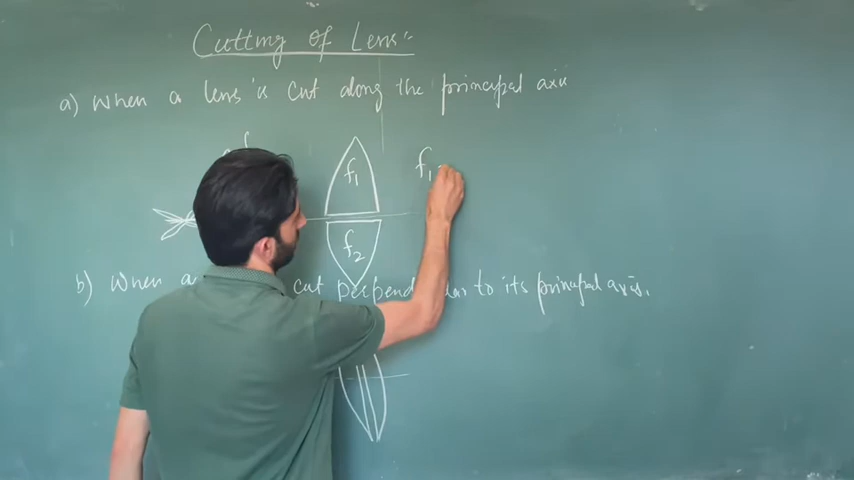 Cutting of Lens:-
a) When a lens is cut along the principal axis
f
f1
f1 =
f2
b) When a cut perpend to its principal axis.